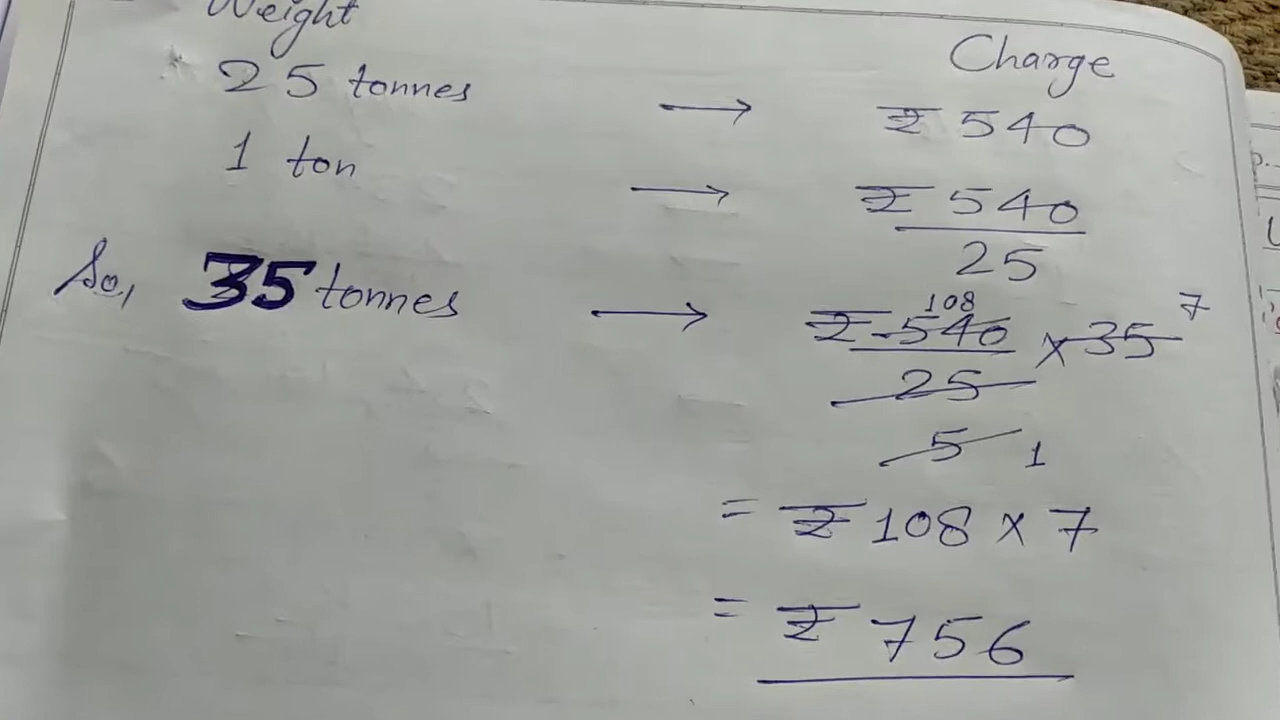 Weight Charge
25 tonnes → ₹ 540
1 ton → ₹ 540
25
So, 35 tonnes → ₹ 540 × 35
108 7
25
5 1
= ₹ 108 × 7
= ₹ 756